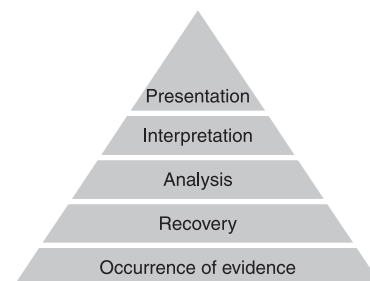 Presentation
Interpretation
Analysis
Recovery
Occurrence of evidence